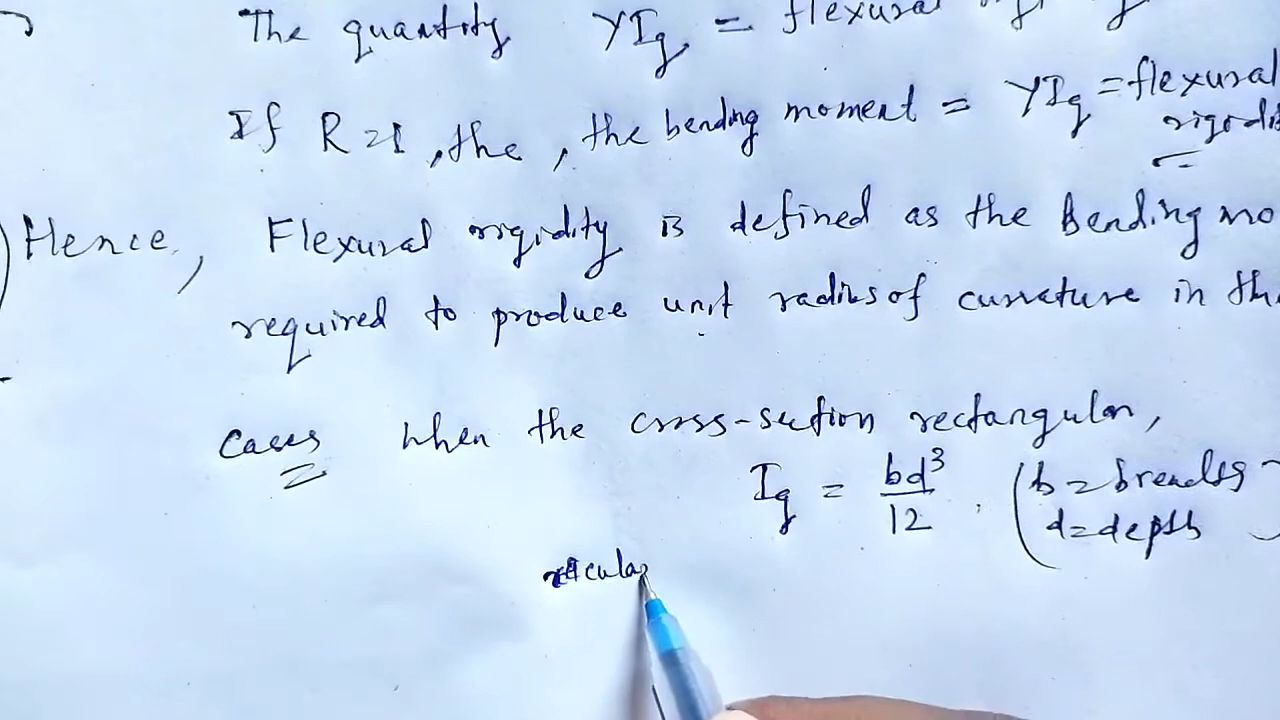 The quantity YIg = flexural
If R=1, the, the bending moment = YIg = flexural
Hence, Flexural rigidity is defined as the Bending mo
required to produce unit radius of curvature in th
cases when the cross-section rectangular,
Ig = bd³/12 . (b = breadth
d = depth